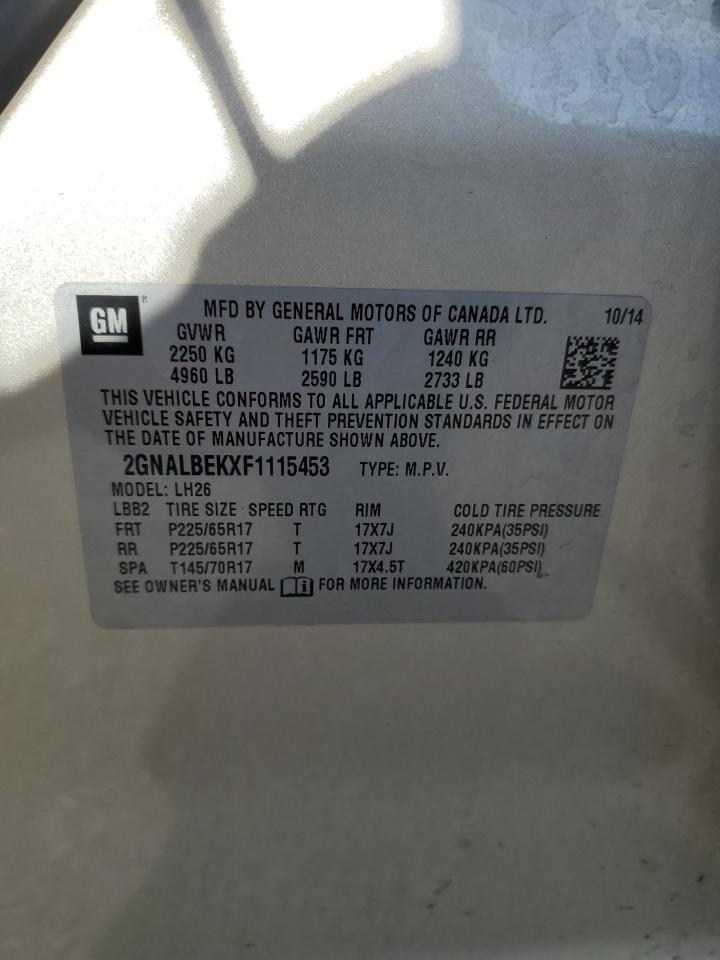 GM ® MFD BY GENERAL MOTORS OF CANADA LTD. 10/14
GVWR GAWR FRT GAWR RR
2250 KG 1175 KG 1240 KG
4960 LB 2590 LB 2733 LB
THIS VEHICLE CONFORMS TO ALL APPLICABLE U.S. FEDERAL MOTOR
VEHICLE SAFETY AND THEFT PREVENTION STANDARDS IN EFFECT ON
THE DATE OF MANUFACTURE SHOWN ABOVE.
2GNALBEKXF1115453 TYPE: M.P.V.
MODEL: LH26
LBB2 TIRE SIZE SPEED RTG RIM COLD TIRE PRESSURE
FRT P225/65R17 T 17X7J 240KPA(35PSI)
RR P225/65R17 T 17X7J 240KPA(35PSI)
SPA T145/70R17 M 17X4.5T 420KPA(60PSI)
SEE OWNER'S MANUAL i FOR MORE INFORMATION.